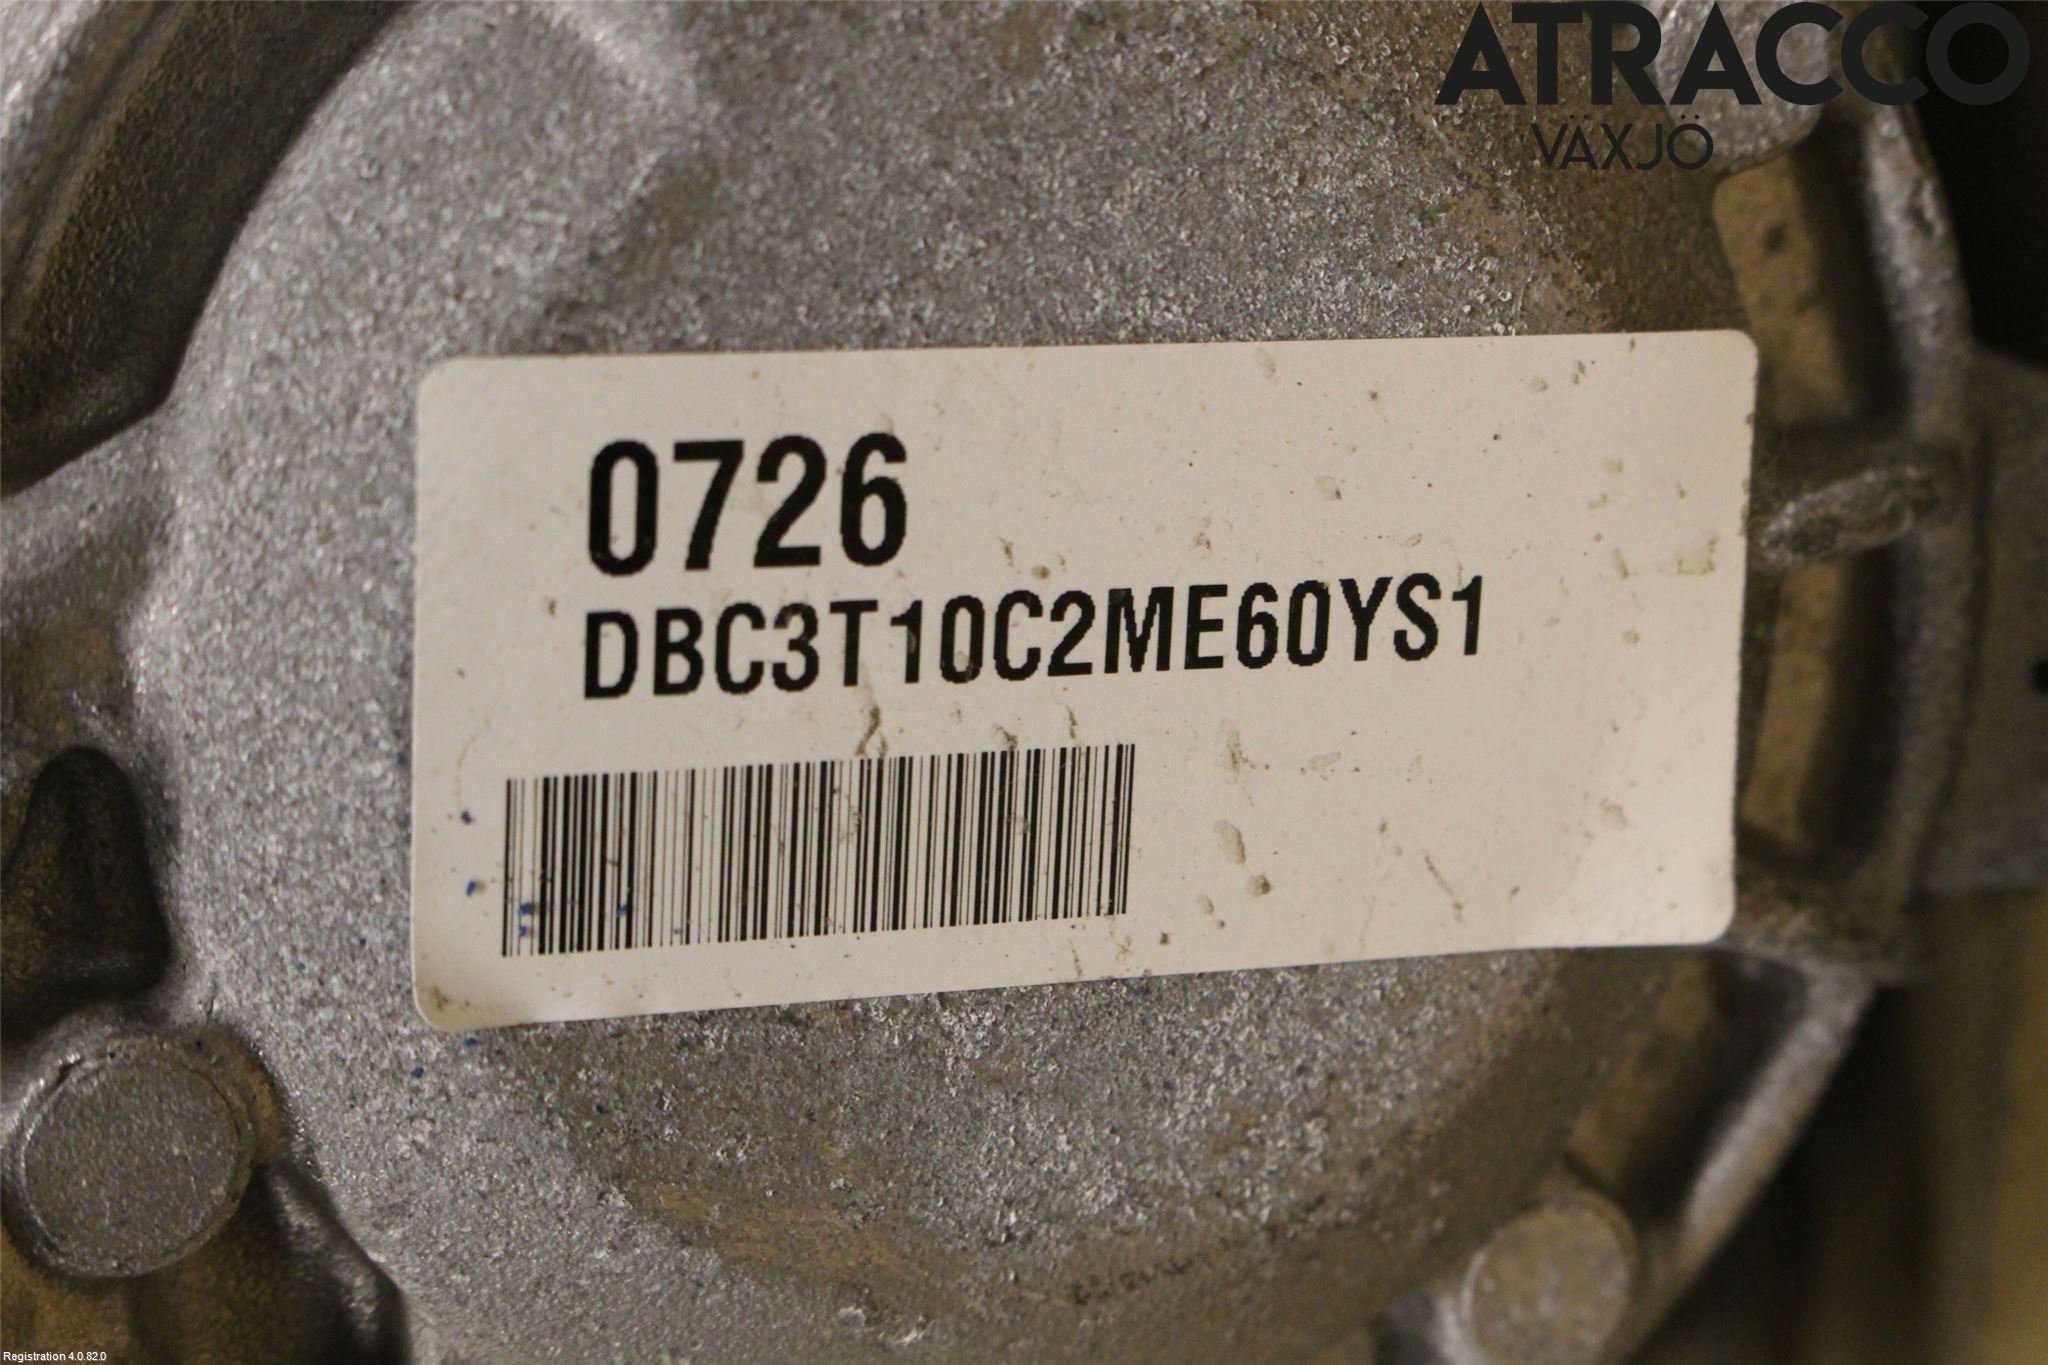 ATRACCO
VÄXJÖ
0726
DBC3T10C2ME60YS1
Registration 4.0.82.0